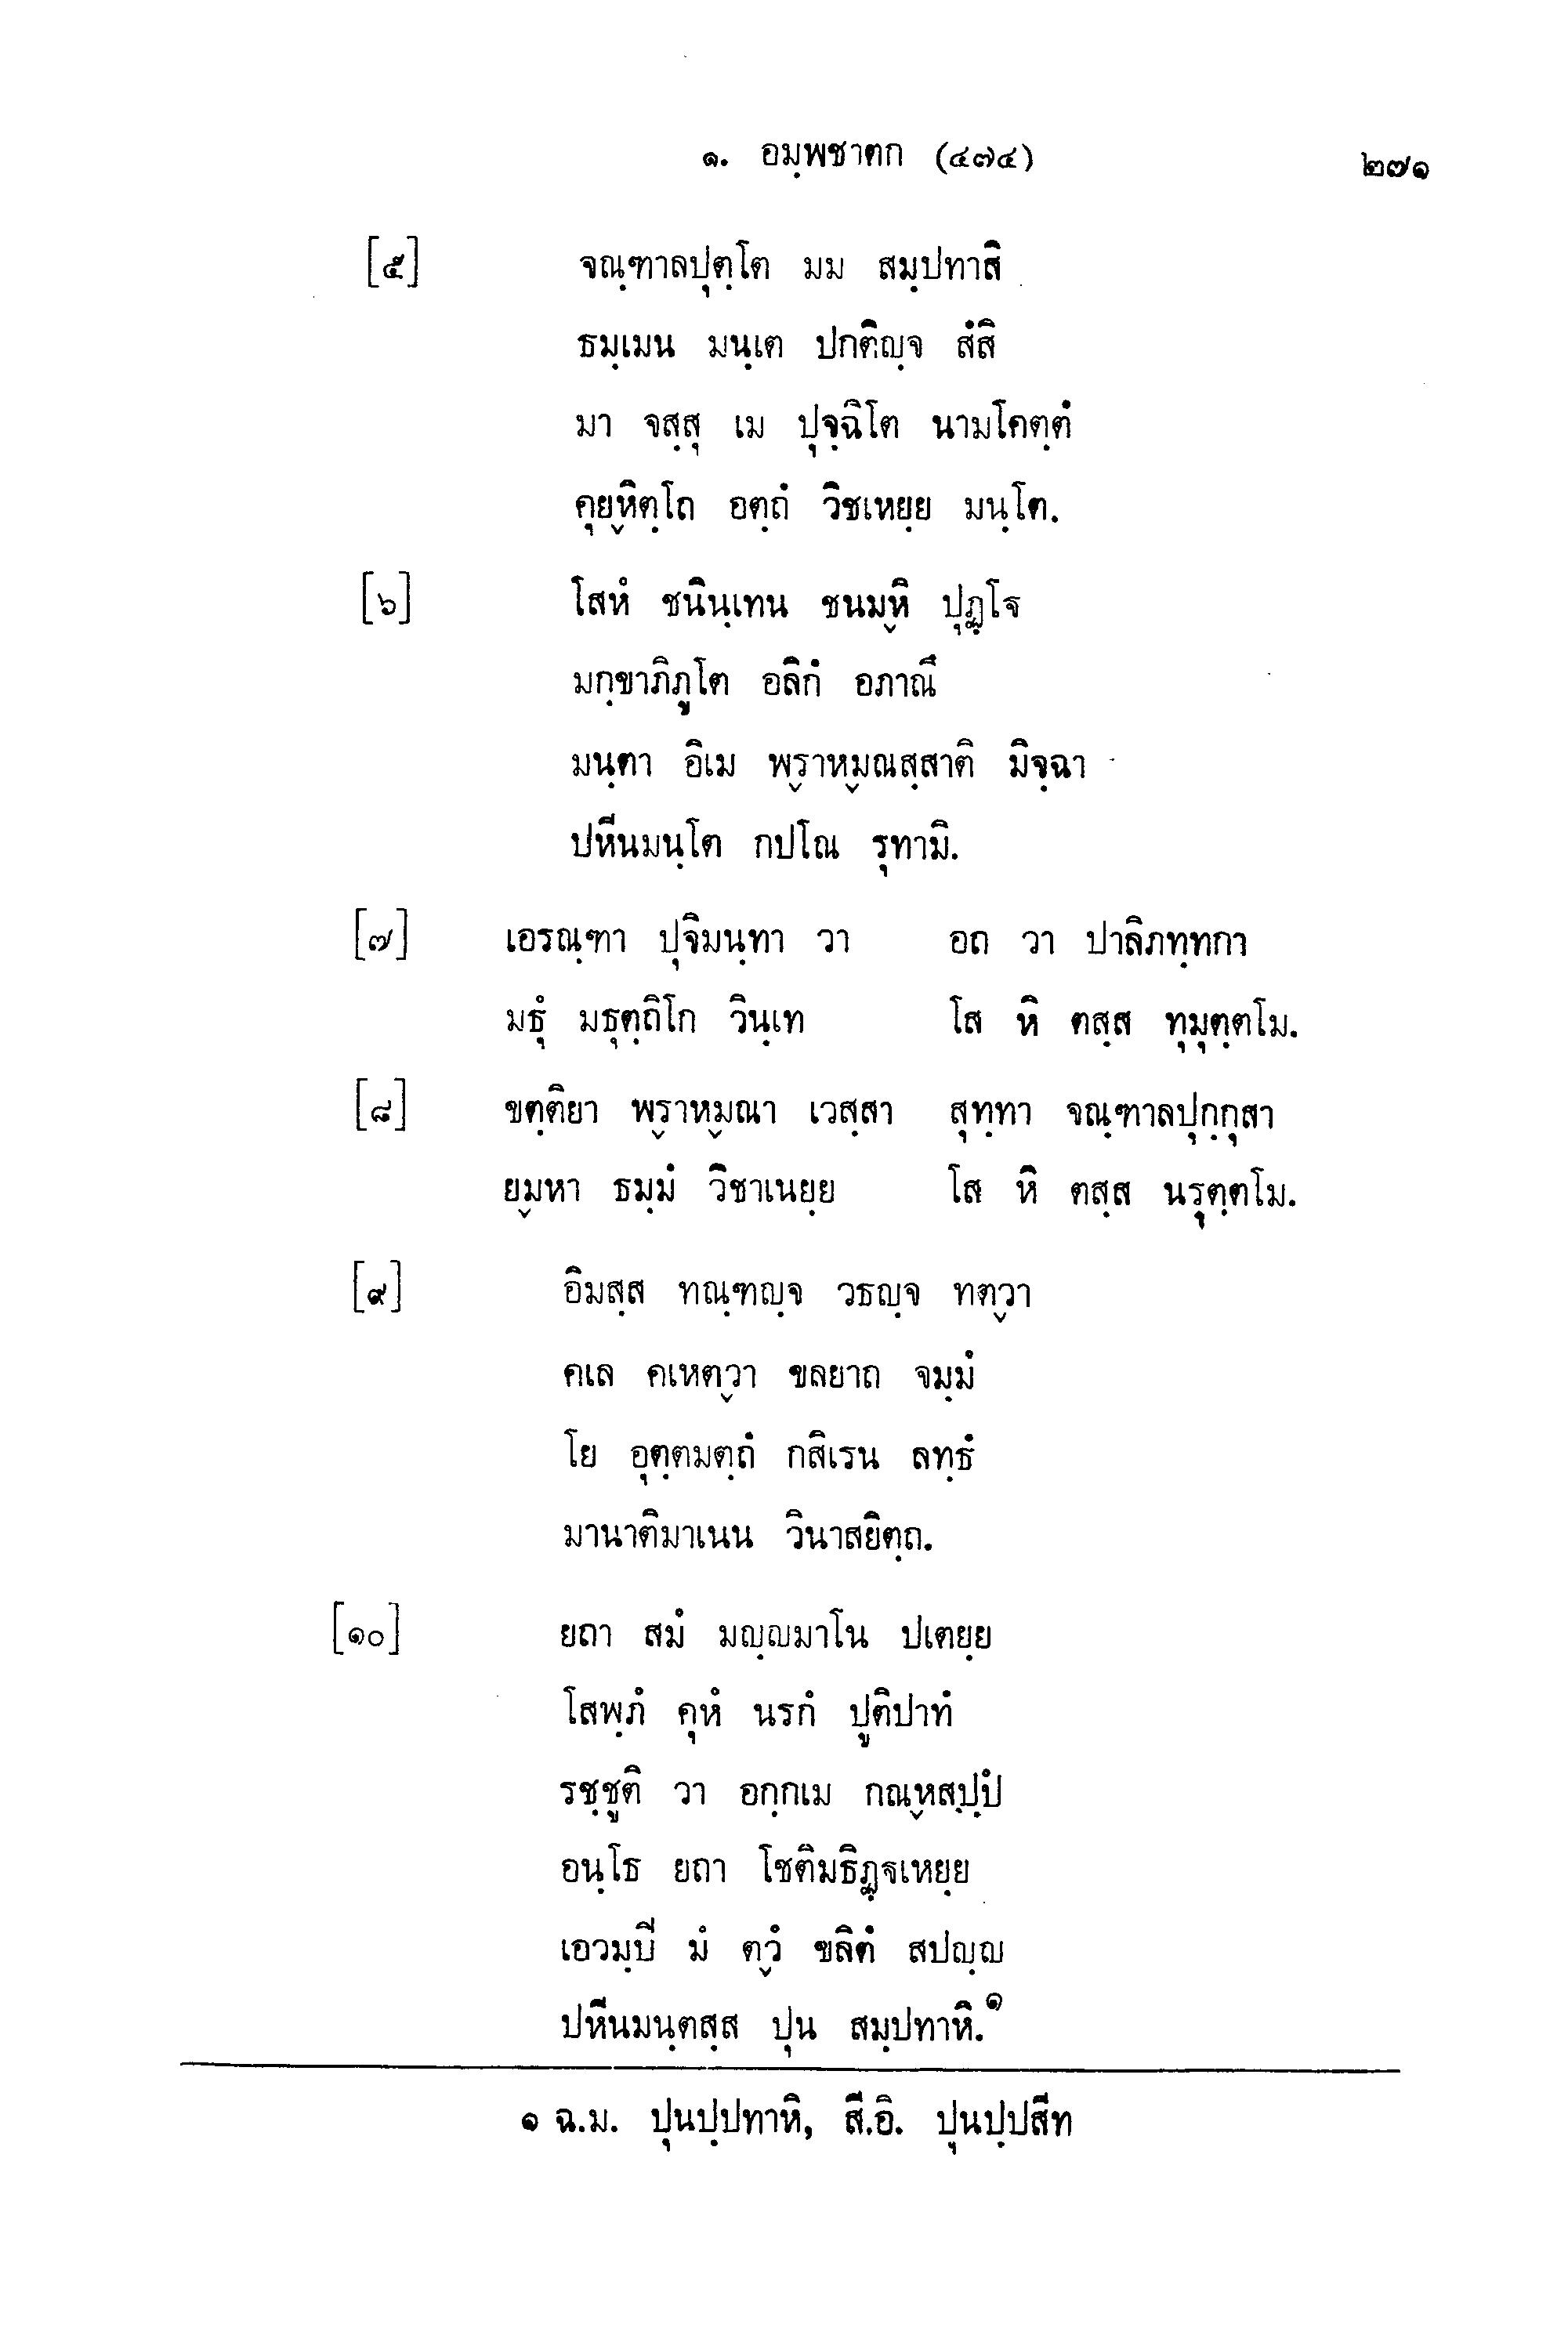 ๑. อมฺพชาตก (๔๗๔) ๒๗๑
[๕] จณฺฑาลปุตฺโต มม สมฺปทาสิ
ธมฺเมน มนฺเต ปกติญฺจ สํสิ
มา จสฺสุ เม ปุจฺฉิโต นามโคตฺตํ
คุยฺหิตฺโถ อตฺถํ วิชเหยฺย มนฺโต.
[๖] โสหํ ชนินฺเทน ชนมฺหิ ปุฏฺโฐ
มกฺขาภิภูโต อลิกํ อภาณึ
มนฺตา อิเม พฺราหฺมณสฺสาติ มิจฺฉา
ปหีนมนฺโต กปโณ รุทามิ.
[๗] เอรณฺฑา ปุจิมนฺทา วา อถ วา ปาลิภทฺทกา
มธุํ มธุตฺถิโก วินฺเท โส หิ ตสฺส ทุมุตฺตโม.
[๘] ขตฺติยา พฺราหฺมณา เวสฺสา สุทฺทา จณฺฑาลปุกฺกุสา
ยมฺหา ธมฺมํ วิชาเนยฺย โส หิ ตสฺส นรุตฺตโม.
[๙] อิมสฺส ทณฺฑญฺจ วธญฺจ ทตฺวา
คเล คเหตฺวา ขลยาถ จมฺมํ
โย อุตฺตมตฺถํ กสิเรน ลทฺธํ
มานาติมาเนน วินาสยิตฺถ.
[๑๐] ยถา สมํ มญฺญมาโน ปเตยฺย
โสพฺภํ คุหํ นรกํ ปูติปาทํ
รชฺชูติ วา อกฺกเม กณฺหสปฺปํ
อนฺโธ ยถา โชติมธิฏฺฐเหยฺย
เอวมฺบี มํ ตฺวํ ขลิตํ สปญฺญ
ปหีนมนฺตสฺส ปุน สมฺปทาหิ.๑
๑ ฉ.ม. ปุนปฺปทาหิ, สี.อิ. ปุนปฺปสีท